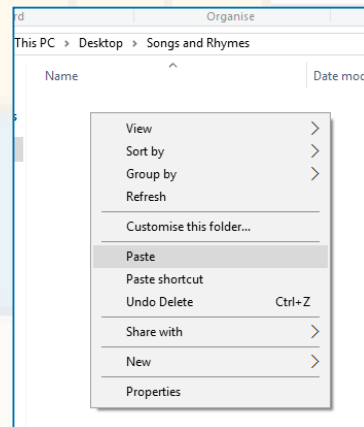 rd Organise
This PC > Desktop > Songs and Rhymes
Name Date mod
s
View
Sort by
Group by
Refresh
Customise this folder...
Paste
Paste shortcut
Undo Delete Ctrl+Z
Share with
New
Properties